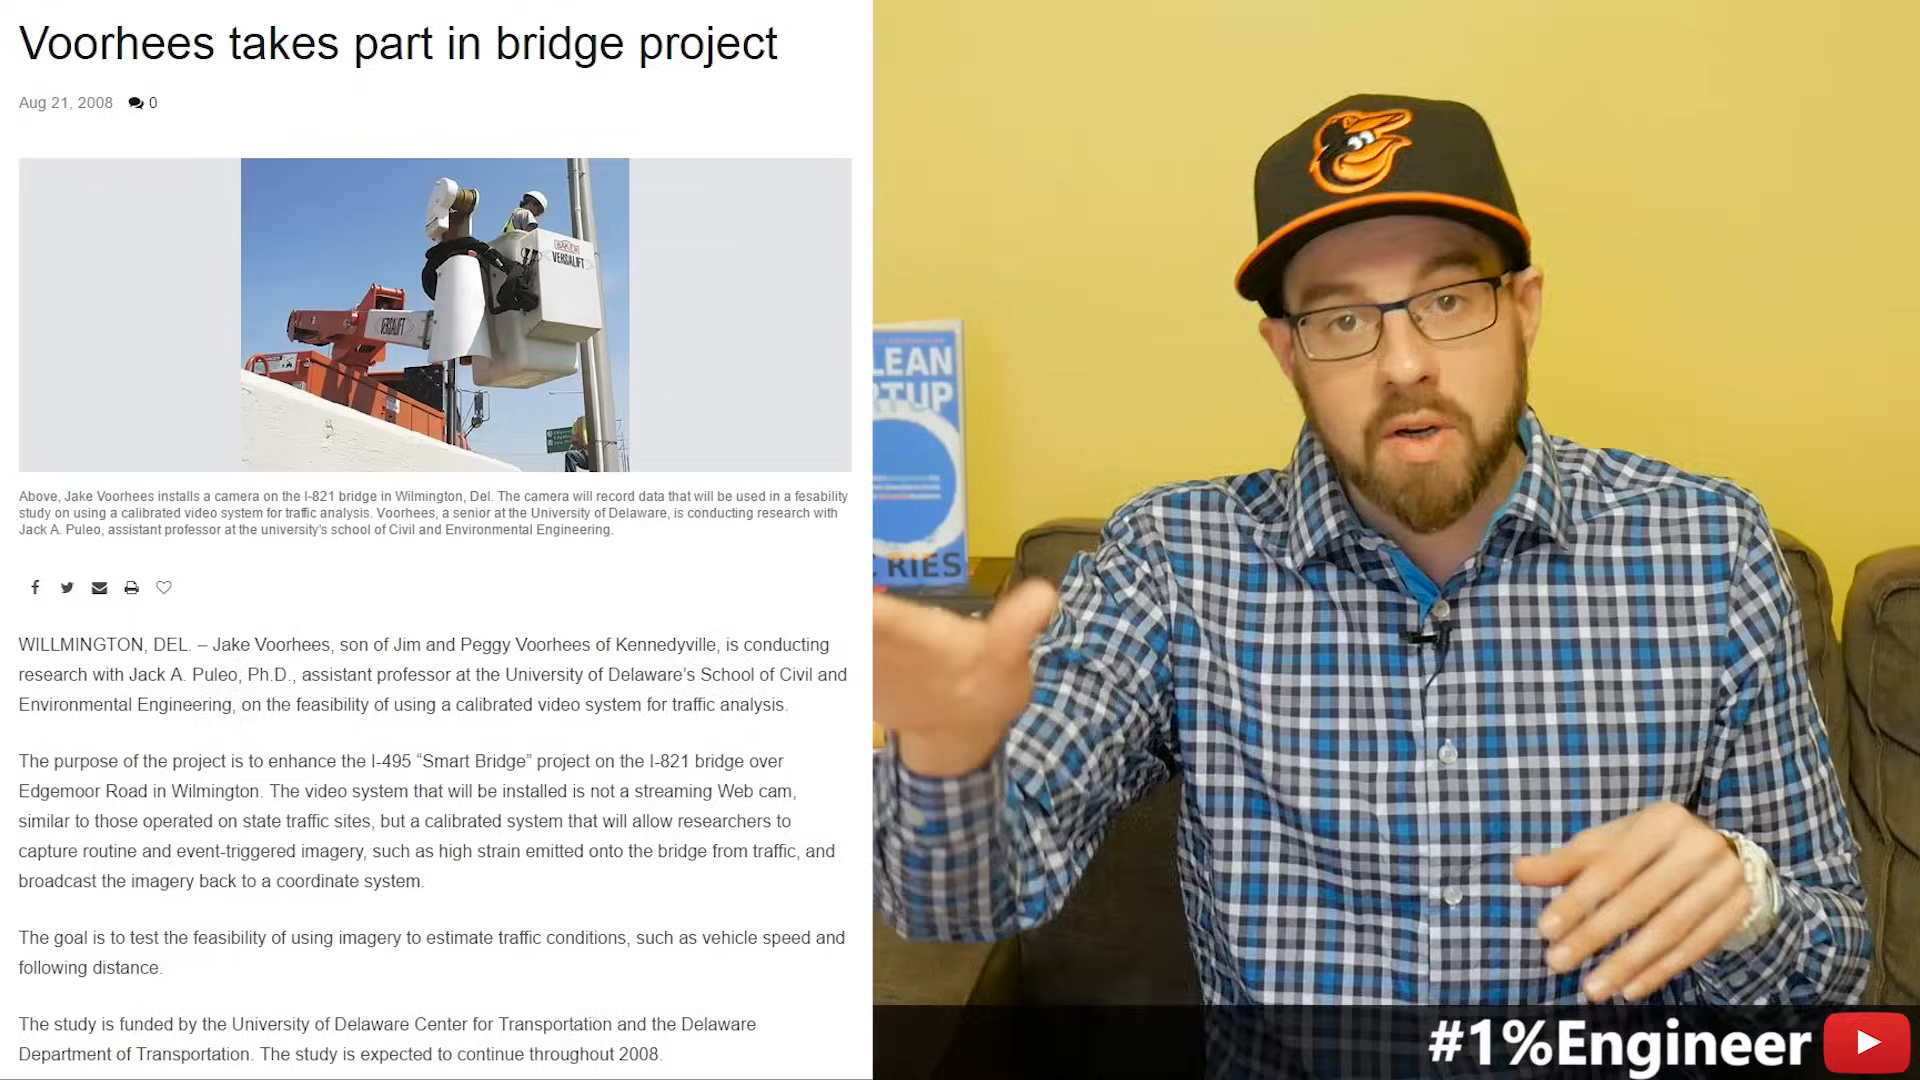 Voorhees takes part in bridge project
Aug 21, 2008 0
VERSALIFT
VERSALIFT
Above, Jake Voorhees installs a camera on the I-821 bridge in Wilmington, Del. The camera will record data that will be used in a fesability
study on using a calibrated video system for traffic analysis. Voorhees, a senior at the University of Delaware, is conducting research with
Jack A. Puleo, assistant professor at the university's school of Civil and Environmental Engineering.
WILLMINGTON, DEL. – Jake Voorhees, son of Jim and Peggy Voorhees of Kennedyville, is conducting
research with Jack A. Puleo, Ph.D., assistant professor at the University of Delaware's School of Civil and
Environmental Engineering, on the feasibility of using a calibrated video system for traffic analysis.
The purpose of the project is to enhance the I-495 “Smart Bridge” project on the I-821 bridge over
Edgemoor Road in Wilmington. The video system that will be installed is not a streaming Web cam,
similar to those operated on state traffic sites, but a calibrated system that will allow researchers to
capture routine and event-triggered imagery, such as high strain emitted onto the bridge from traffic, and
broadcast the imagery back to a coordinate system.
The goal is to test the feasibility of using imagery to estimate traffic conditions, such as vehicle speed and
following distance.
The study is funded by the University of Delaware Center for Transportation and the Delaware
Department of Transportation. The study is expected to continue throughout 2008.
LEAN
RTUP
RIES
#1%Engineer